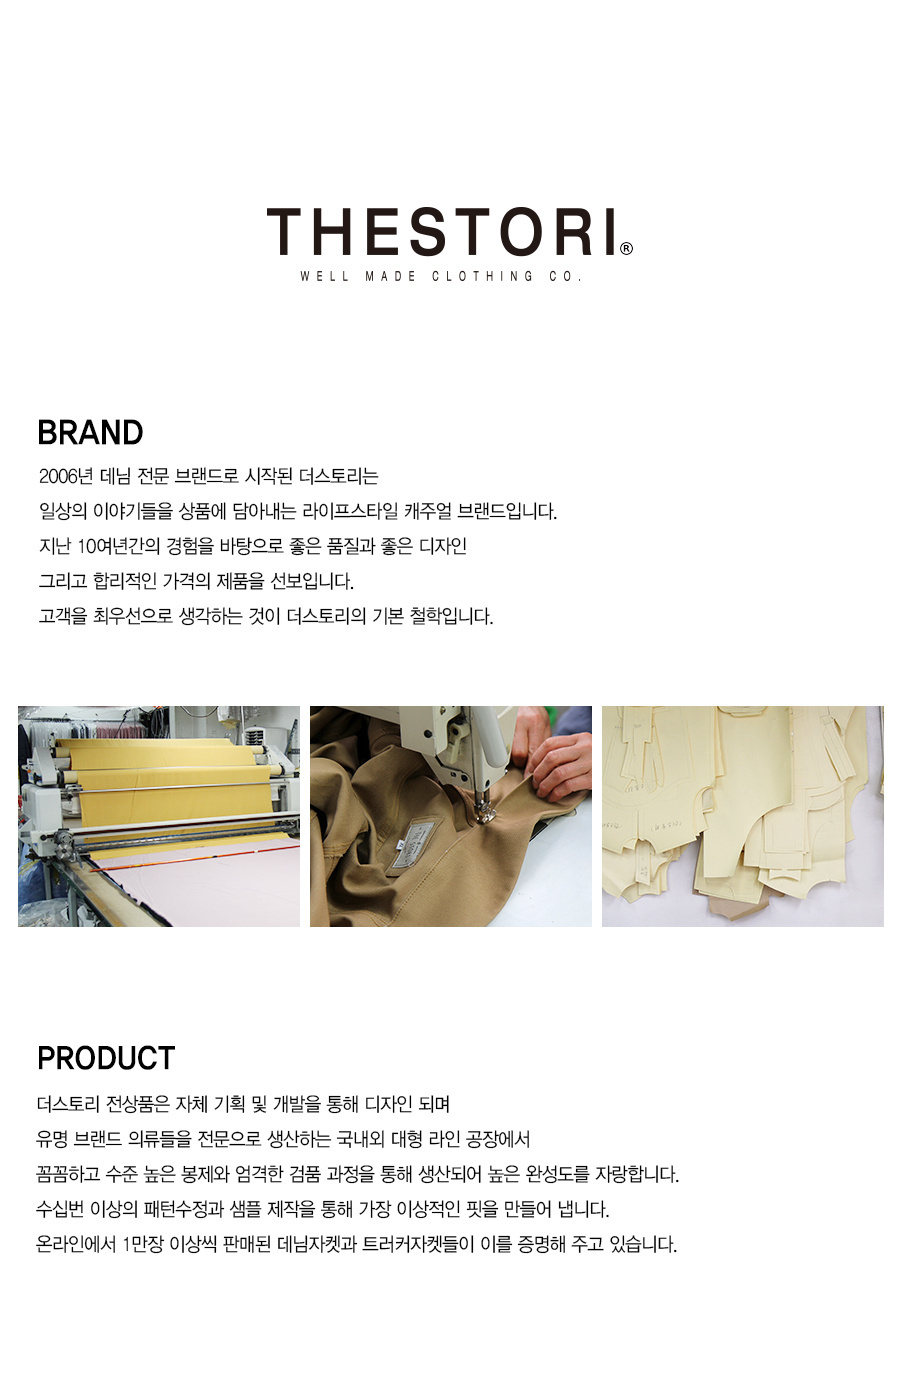 THESTORI®
WELL MADE CLOTHING CO.
BRAND
2006년 데님 전문 브랜드로 시작된 더스토리는
일상의 이야기들을 상품에 담아내는 라이프스타일 캐주얼 브랜드입니다.
지난 10여년간의 경험을 바탕으로 좋은 품질과 좋은 디자인
그리고 합리적인 가격의 제품을 선보입니다.
고객을 최우선으로 생각하는 것이 더스토리의 기본 철학입니다.
PRODUCT
더스토리 전상품은 자체 기획 및 개발을 통해 디자인 되며
유명 브랜드 의류들을 전문으로 생산하는 국내외 대형 라인 공장에서
꼼꼼하고 수준 높은 봉제와 엄격한 검품 과정을 통해 생산되어 높은 완성도를 자랑합니다.
수십번 이상의 패턴수정과 샘플 제작을 통해 가장 이상적인 핏을 만들어 냅니다.
온라인에서 1만장 이상씩 판매된 데님자켓과 트러커자켓들이 이를 증명해 주고 있습니다.